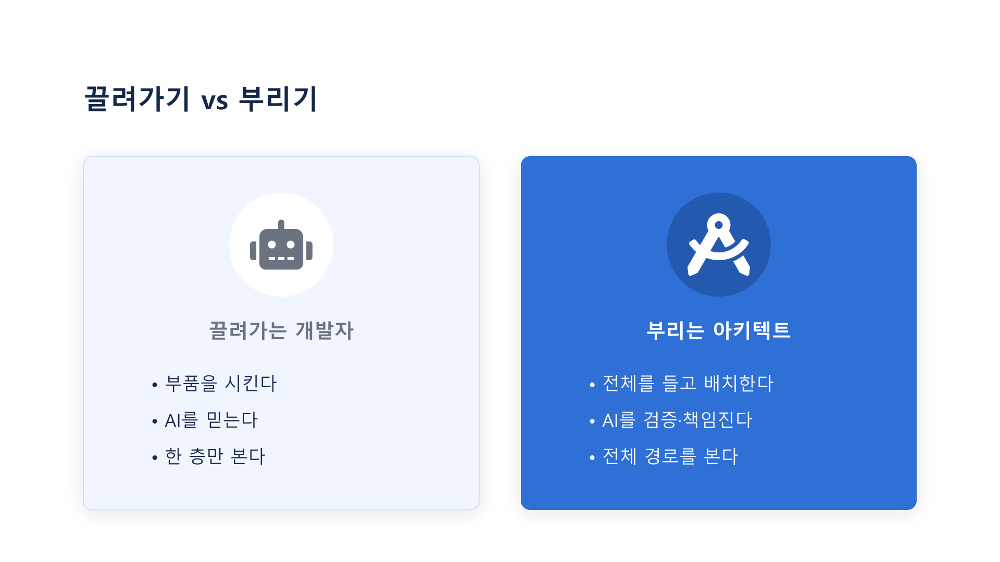 끌려가기 vs 부리기
끌려가는 개발자
• 부품을 시킨다
• AI를 믿는다
• 한 층만 본다
부리는 아키텍트
• 전체를 들고 배치한다
• AI를 검증·책임진다
• 전체 경로를 본다